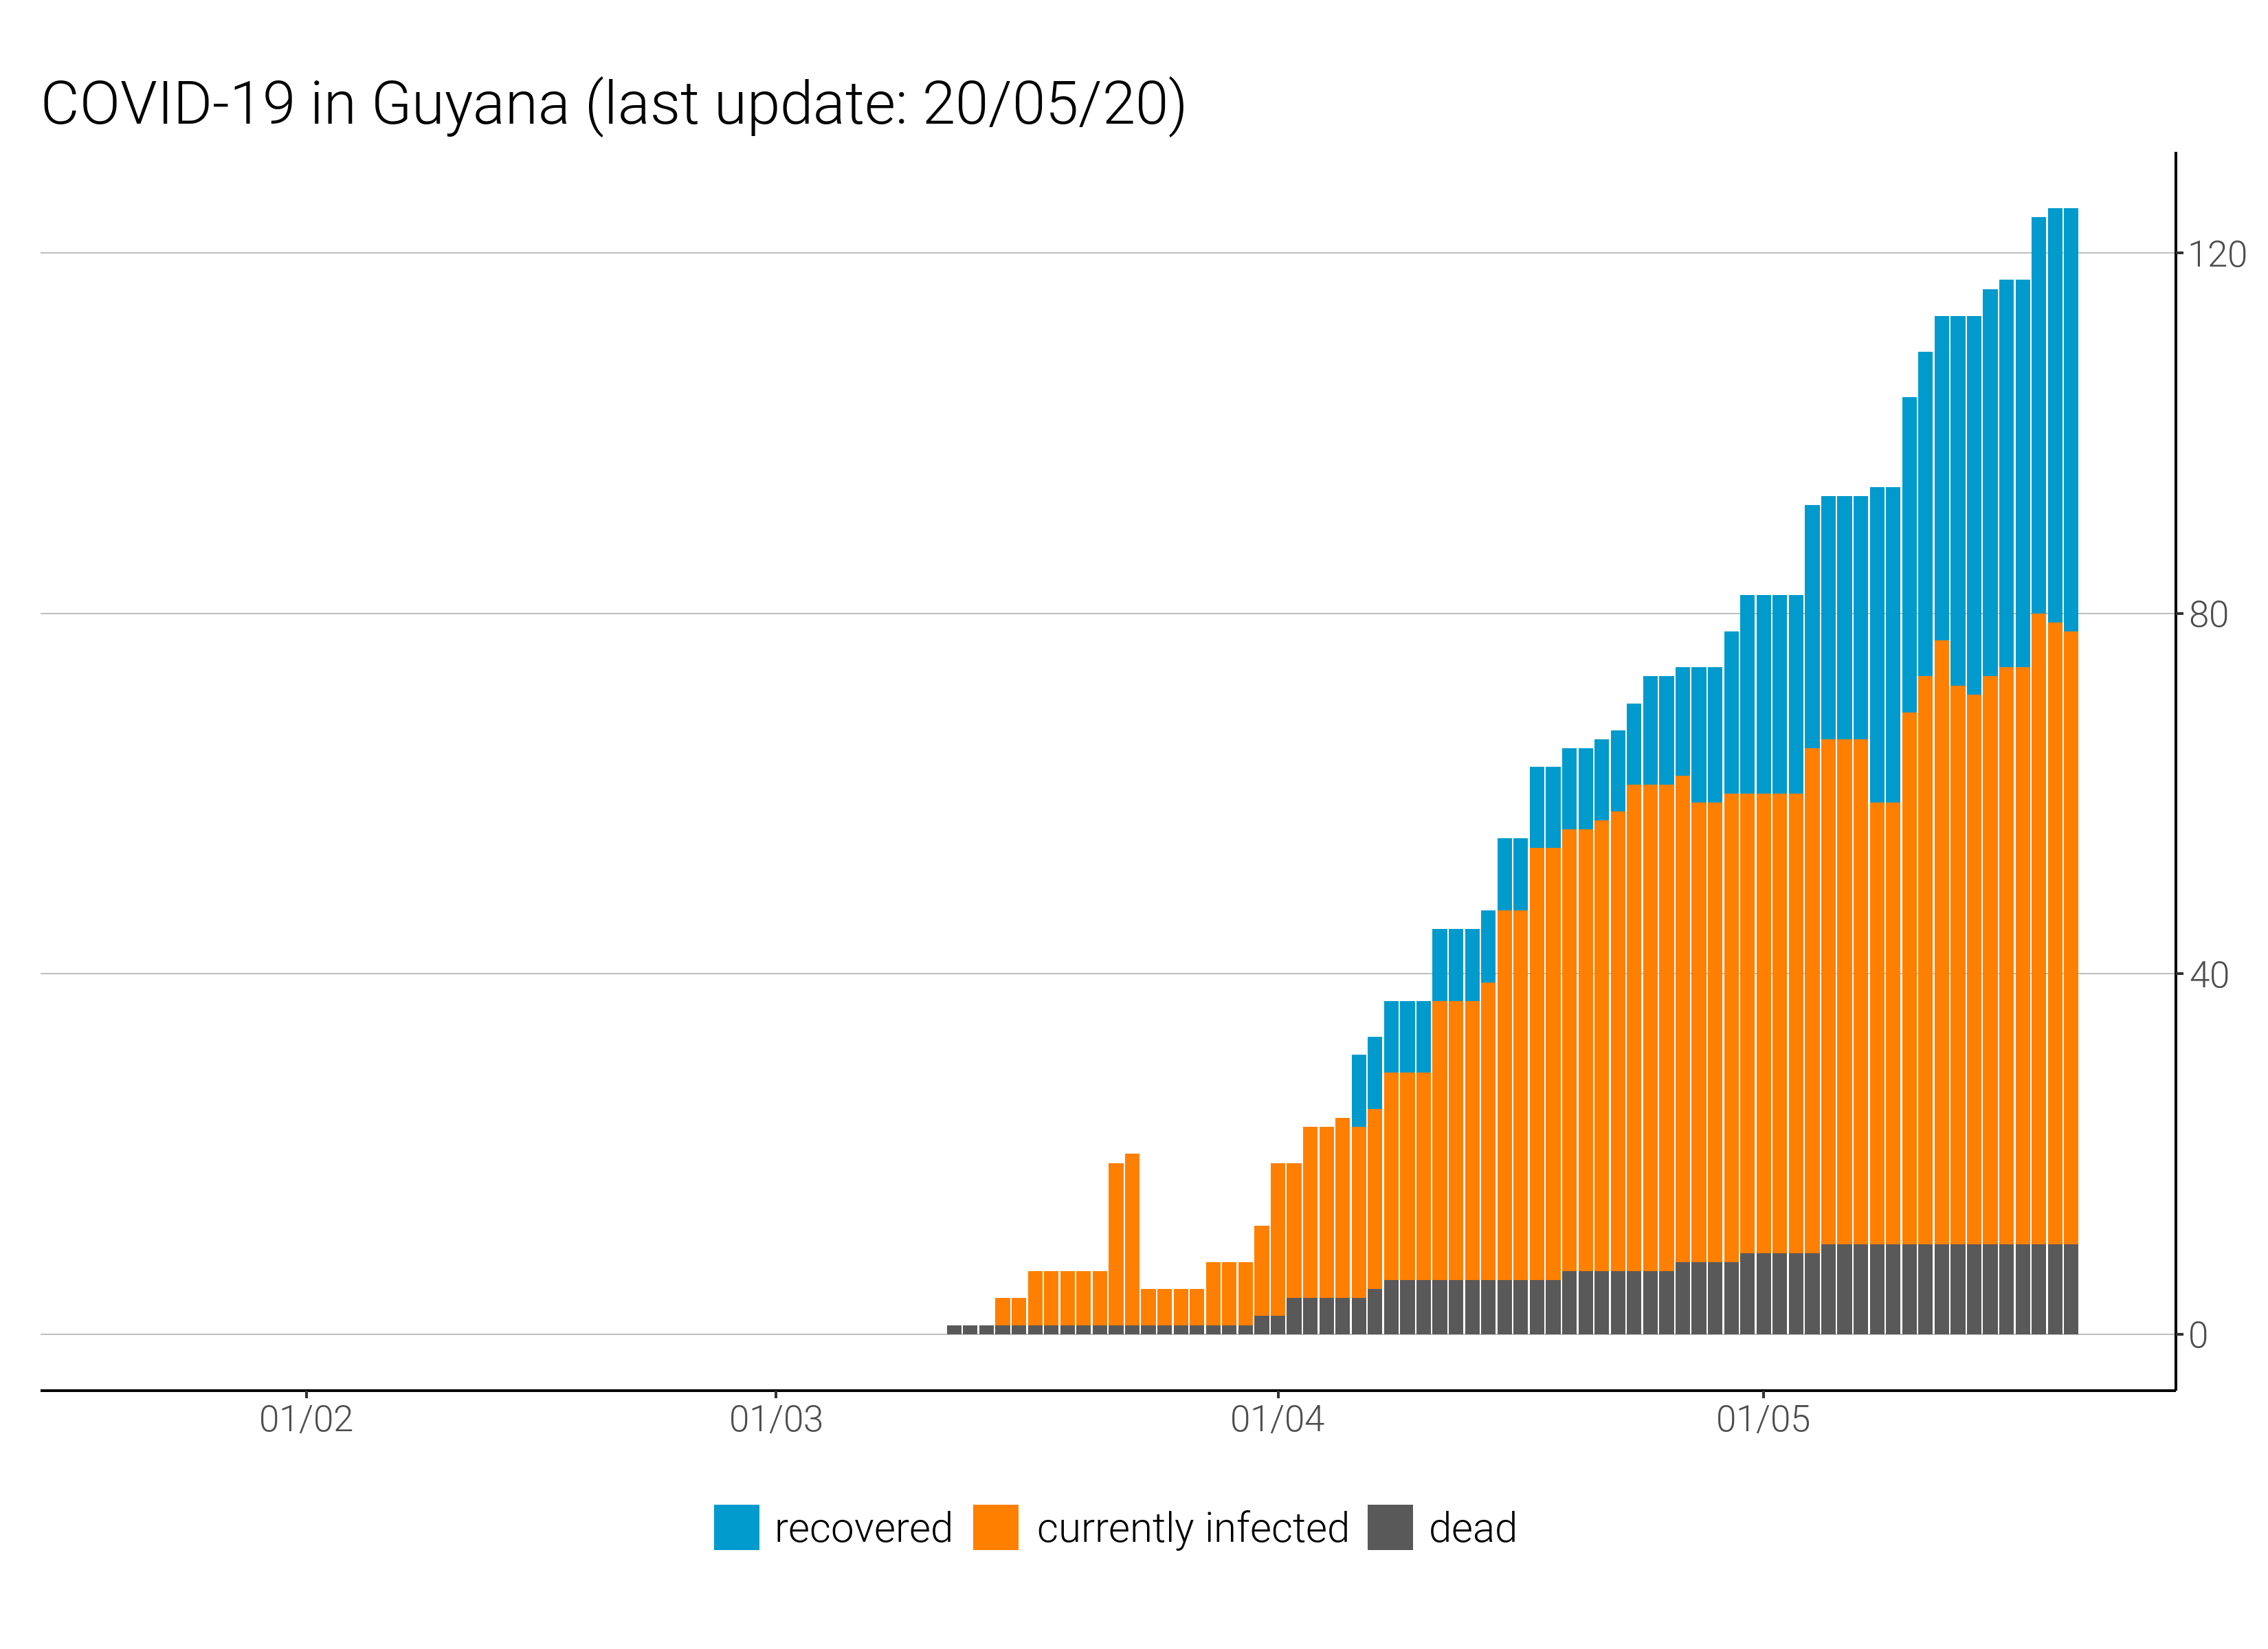 COVID-19 in Guyana (last update: 20/05/20)
120
80
40
0
01/02 01/03 01/04 01/05
recovered currently infected dead